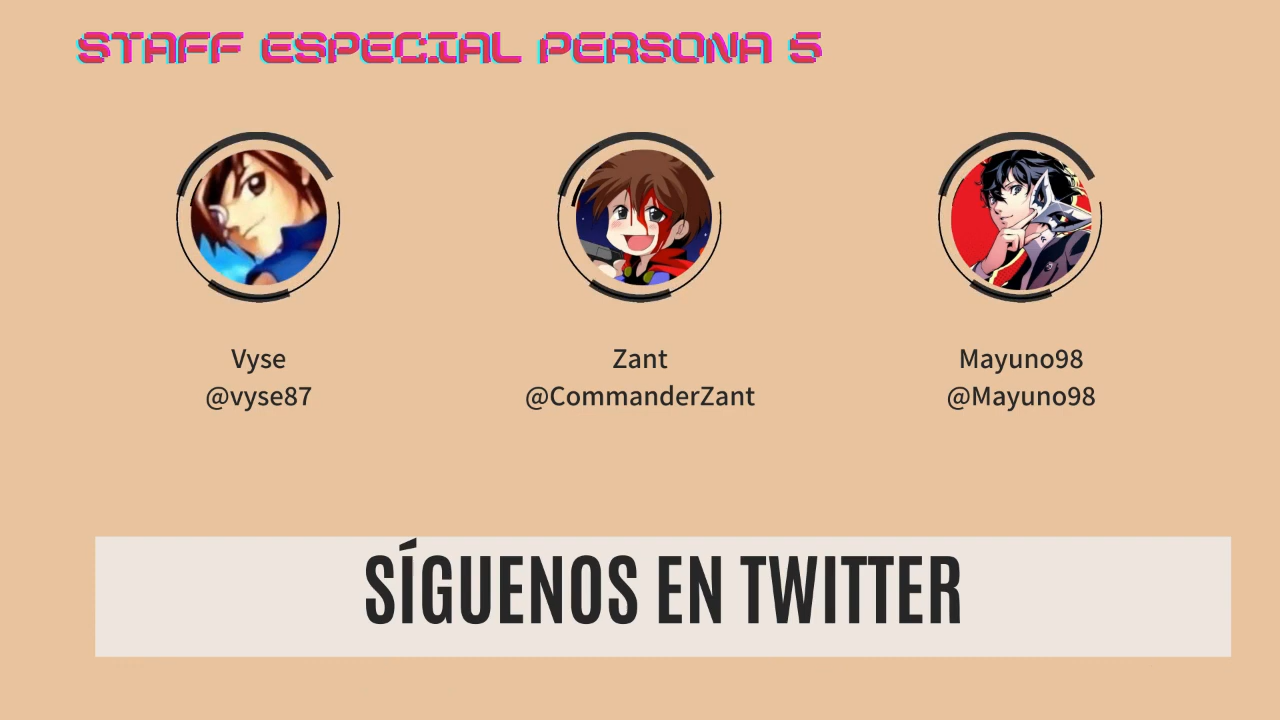 STAFF ESPECIAL PERSONA 5
Vyse
@vyse87
Zant
@CommanderZant
Mayuno98
@Mayuno98
SÍGUENOS EN TWITTER